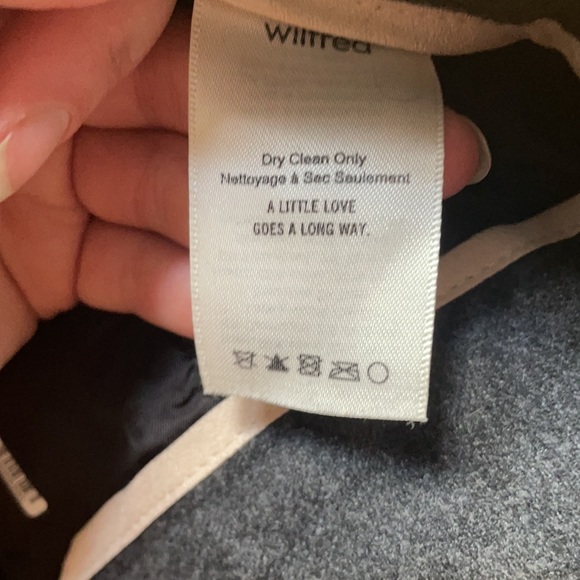 Wilfred
Dry Clean Only
Nettoyage à Sec Seulement
A LITTLE LOVE
GOES A LONG WAY.